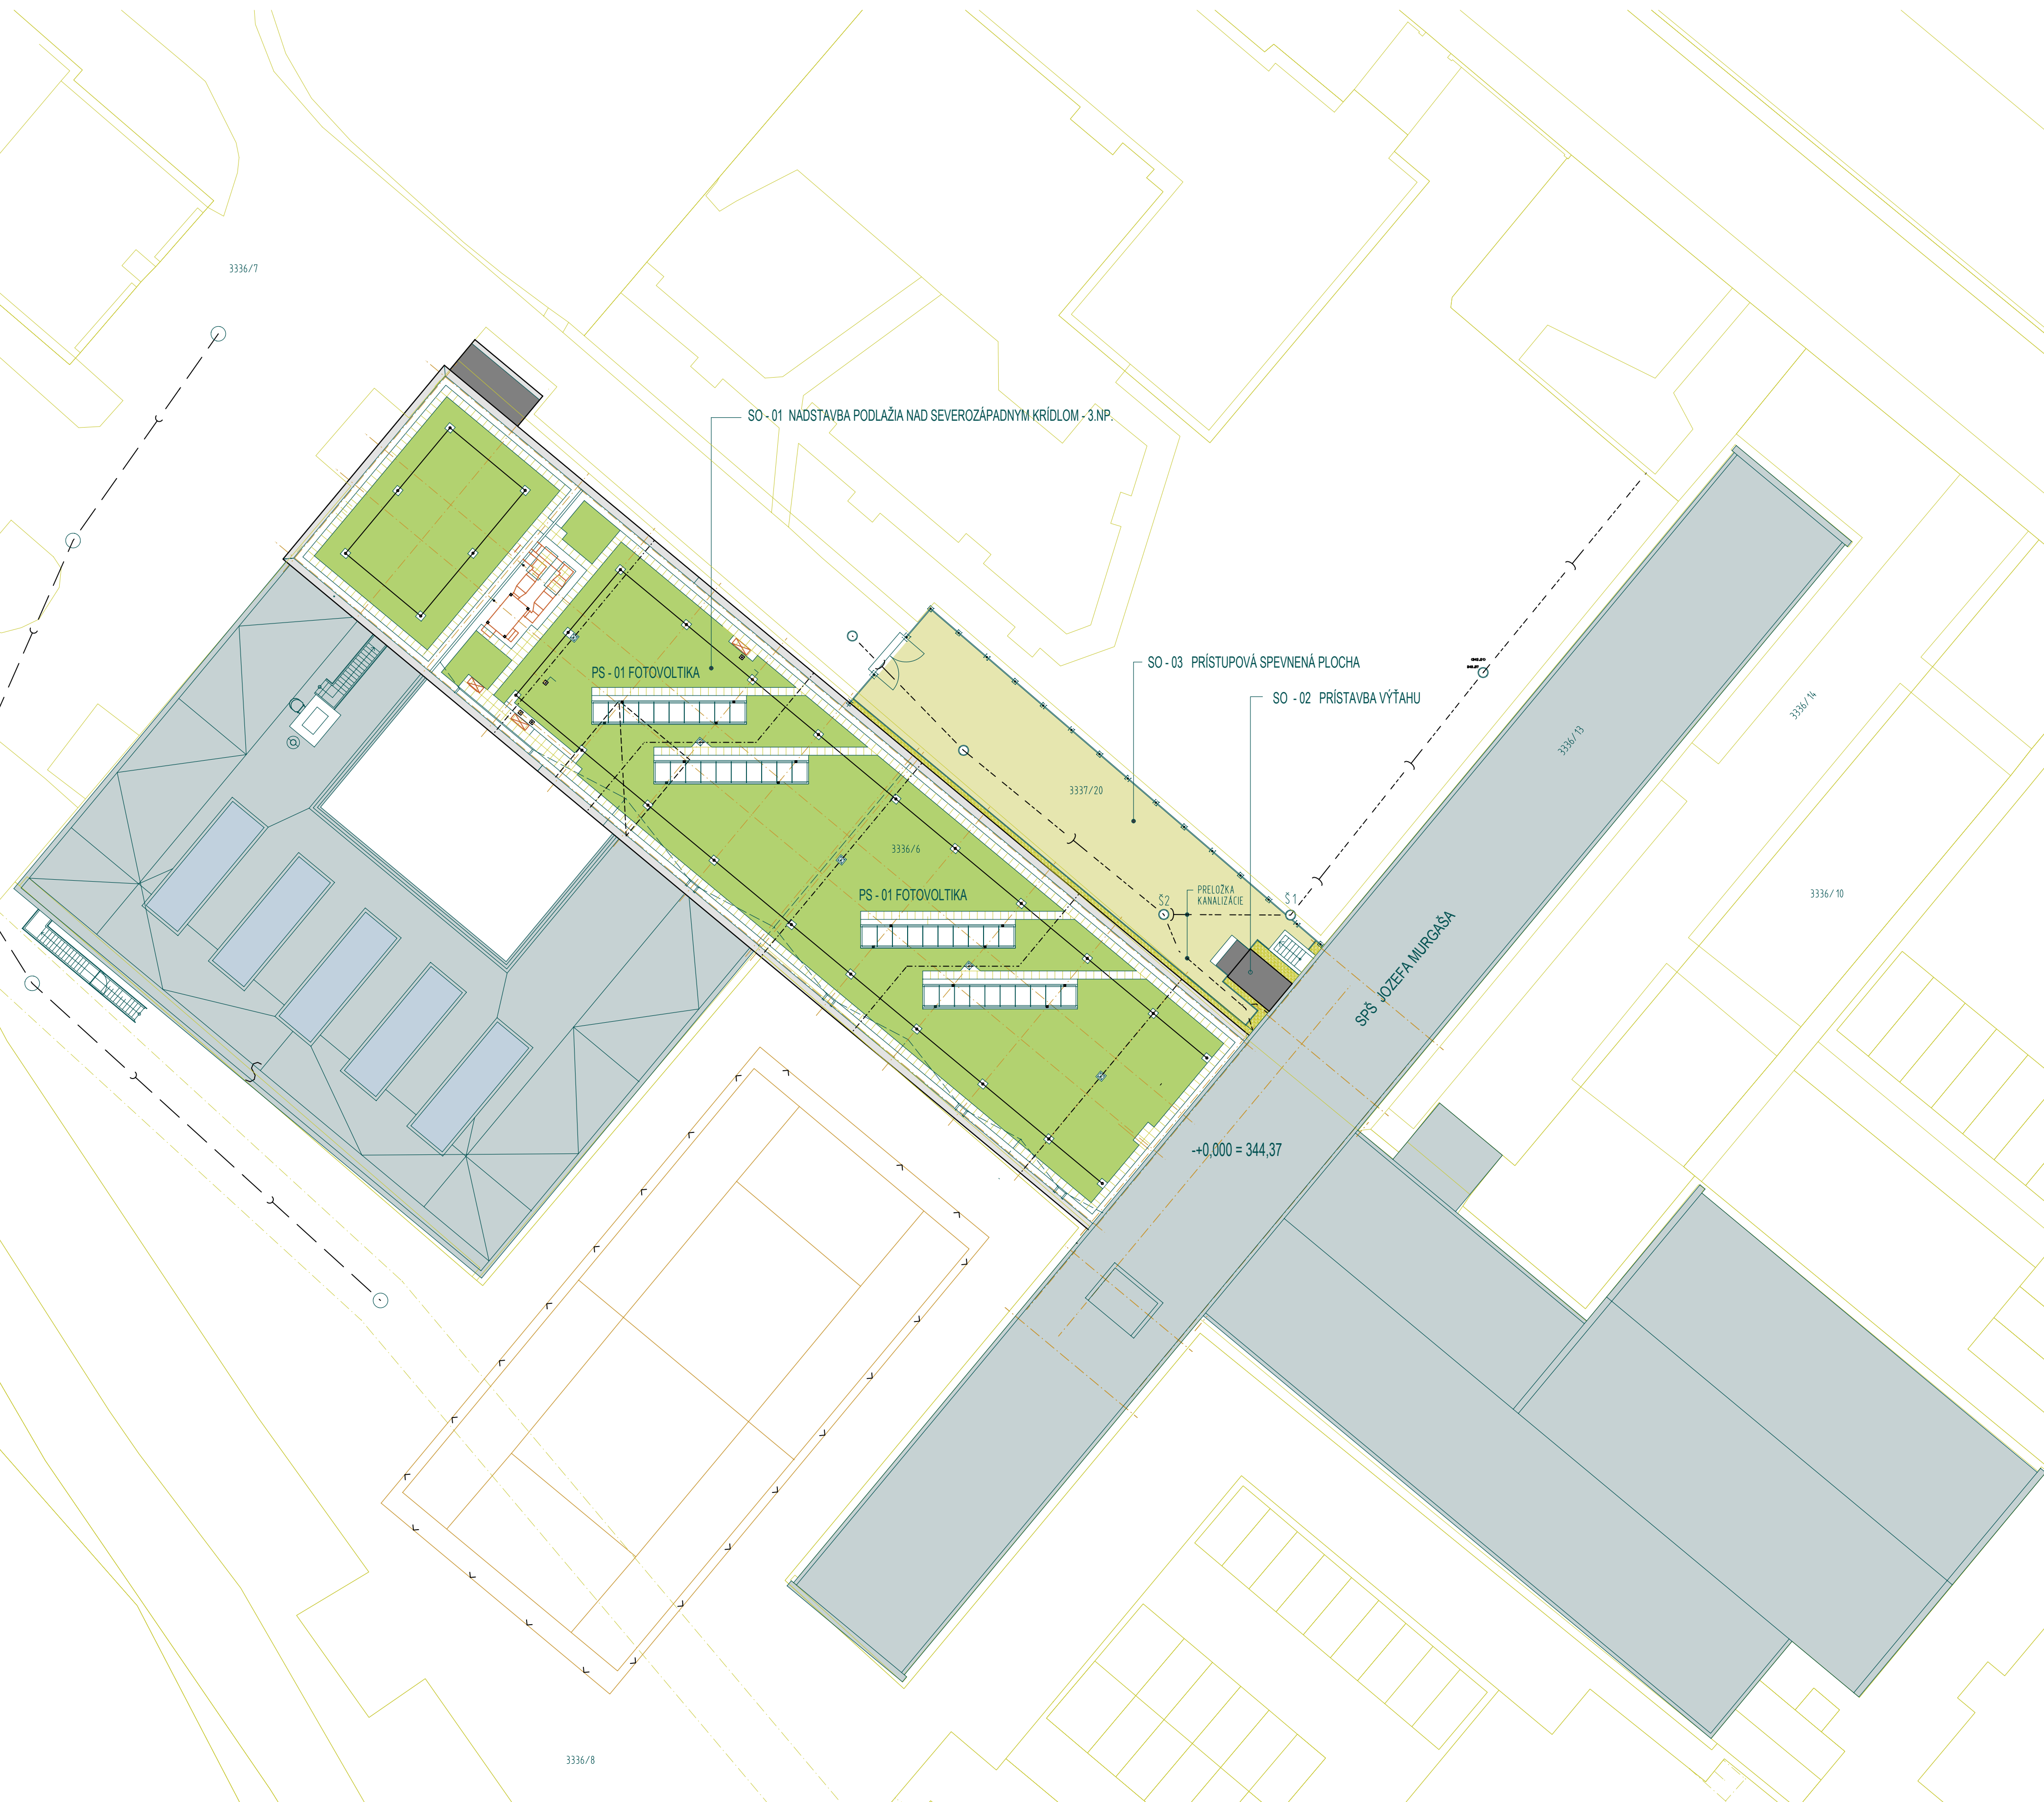 3336/7
SO - 01 NADSTAVBA PODLAŽIA NAD SEVEROZÁPADNYM KRÍDLOM - 3.NP.
SO - 03 PRÍSTUPOVÁ SPEVNENÁ PLOCHA
PS - 01 FOTOVOLTIKA
SO - 02 PRÍSTAVBA VÝŤAHU
3336/14
3336/13
3337/20
3336/6
PS - 01 FOTOVOLTIKA
PRELOŽKA
KANALIZÁCIE
Š2
Š1
3336/10
SPŠ JOZEFA MURGAŠA
-+0,000 = 344,37
3336/8